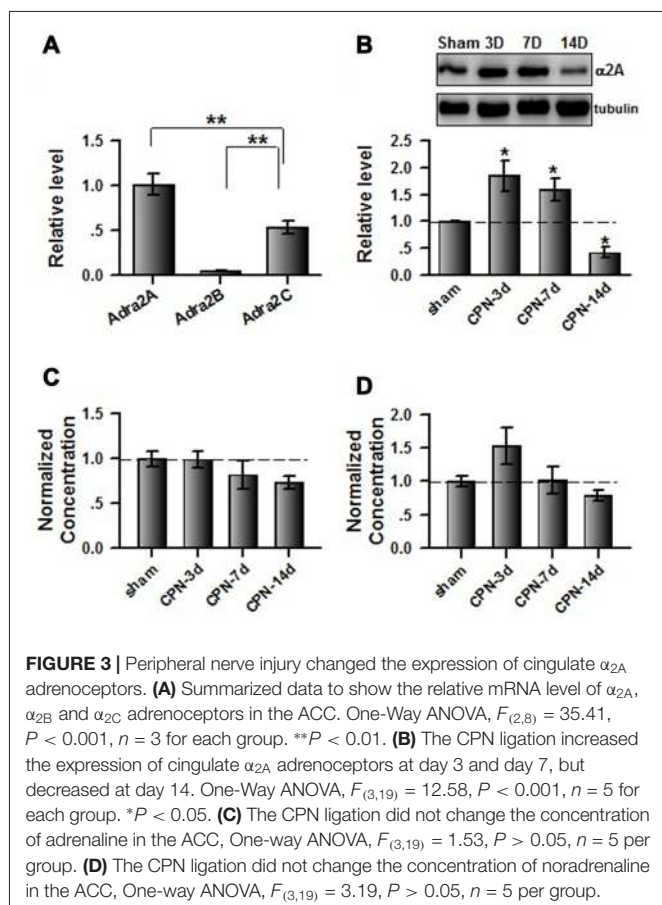 A
B
Sham 3D 7D 14D
α2A
tubulin
**
**
Relative level
1.5
1.0
.5
0.0
Adra2A
Adra2B
Adra2C
Relative level
2.5
2.0
1.5
1.0
.5
0.0
*
*
*
sham
CPN-3d
CPN-7d
CPN-14d
C
D
Normalized
Concentration
1.5
1.0
.5
0.0
sham
CPN-3d
CPN-7d
CPN-14d
Normalized
Concentration
2.0
1.5
1.0
.5
0.0
sham
CPN-3d
CPN-7d
CPN-14d
FIGURE 3 | Peripheral nerve injury changed the expression of cingulate α2A
adrenoceptors. (A) Summarized data to show the relative mRNA level of α2A,
α2B and α2C adrenoceptors in the ACC. One-Way ANOVA, F(2,8) = 35.41,
P < 0.001, n = 3 for each group. **P < 0.01. (B) The CPN ligation increased
the expression of cingulate α2A adrenoceptors at day 3 and day 7, but
decreased at day 14. One-Way ANOVA, F(3,19) = 12.58, P < 0.001, n = 5 for
each group. *P < 0.05. (C) The CPN ligation did not change the concentration
of adrenaline in the ACC, One-way ANOVA, F(3,19) = 1.53, P > 0.05, n = 5 per
group. (D) The CPN ligation did not change the concentration of noradrenaline
in the ACC, One-way ANOVA, F(3,19) = 3.19, P > 0.05, n = 5 per group.